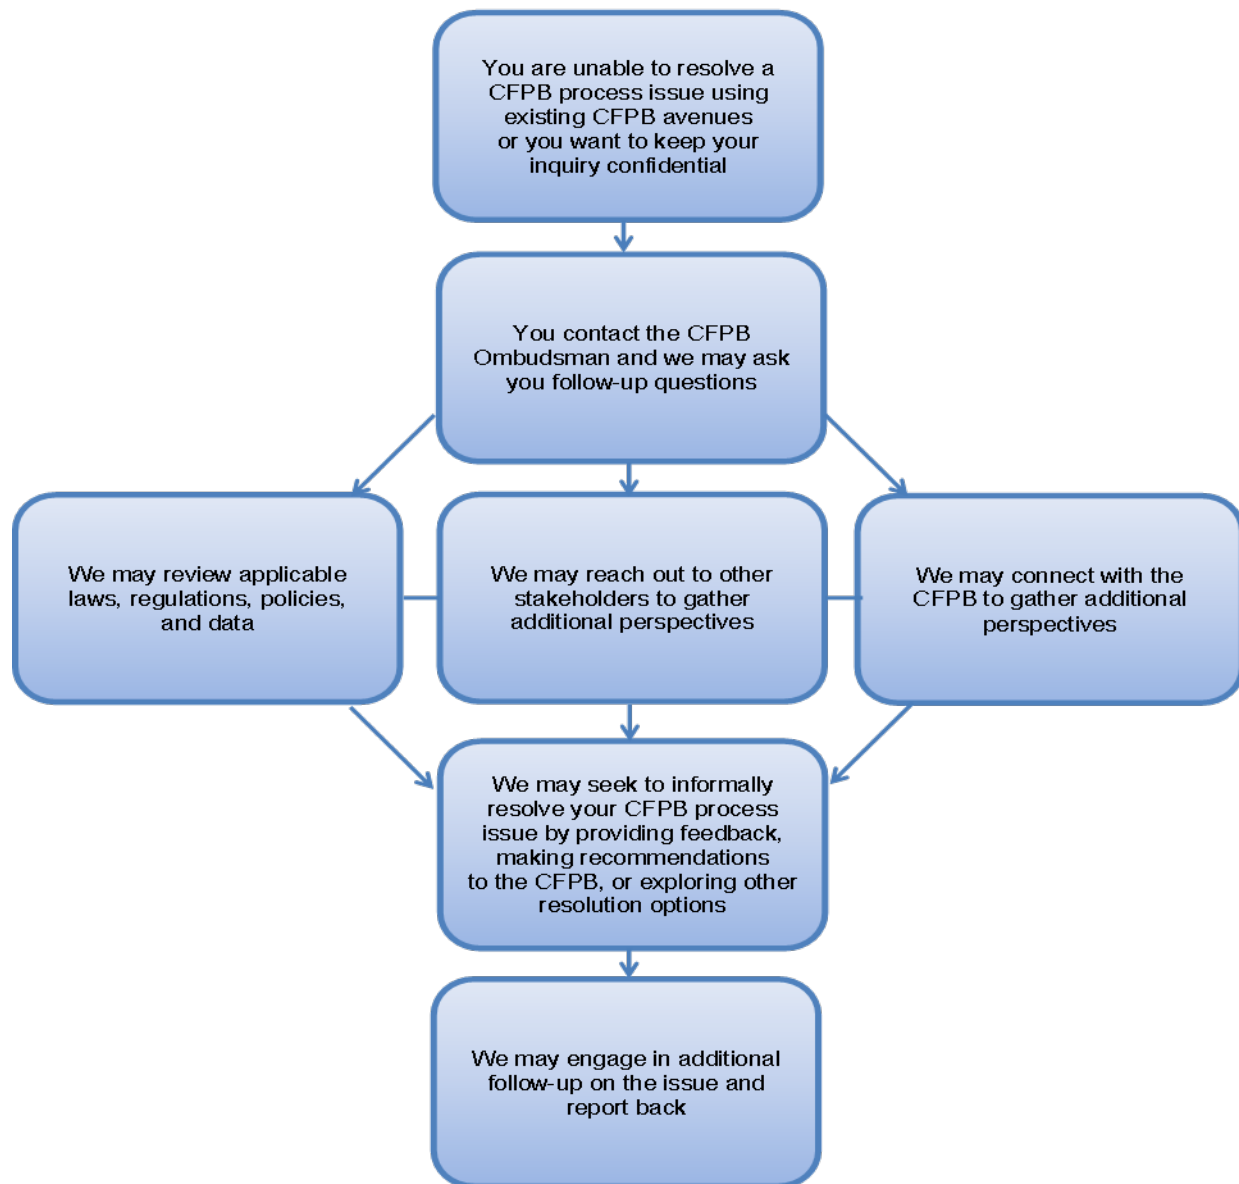 You are unable to resolve a
CFPB process issue using
existing CFPB avenues
or you want to keep your
inquiry confidential
You contact the CFPB
Ombudsman and we may ask
you follow-up questions
We may review applicable
laws, regulations, policies,
and data
We may reach out to other
stakeholders to gather
additional perspectives
We may connect with the
CFPB to gather additional
perspectives
We may seek to informally
resolve your CFPB process
issue by providing feedback,
making recommendations
to the CFPB, or exploring other
resolution options
We may engage in additional
follow-up on the issue and
report back